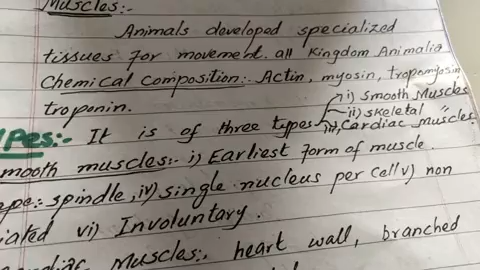 Muscles:-
Animals developed specialized
tissues for movement. all Kingdom Animalia
Chemical composition:- Actin, myosin, tropomyosin
troponin.
i) Smooth Muscles
ii) skeletal "
ypes:- It is of three types iii) Cardiac Muscles.
mooth muscles:- i) Earliest form of muscle.
ape:- spindle, iv) single nucleus per cell v) non
iated vi) Involuntary.
Muscles:, heart wall, branched